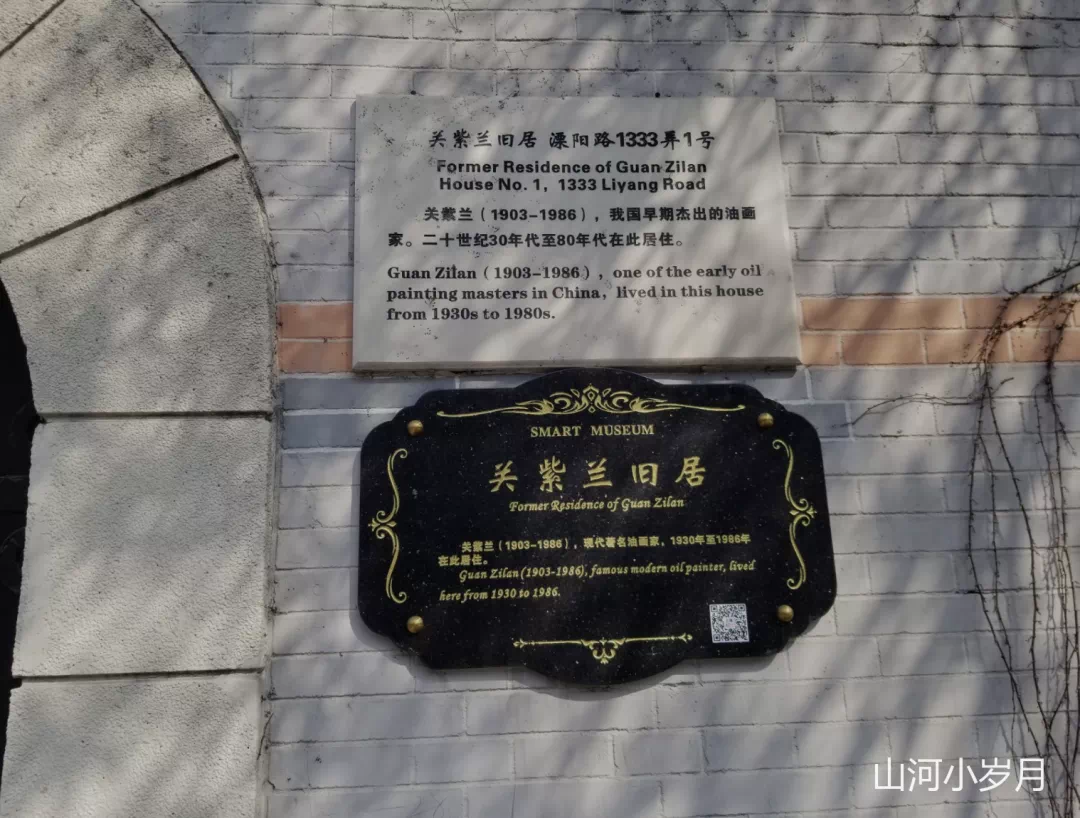 关紫兰旧居 溧阳路1333弄1号
Former Residence of Guan Zilan
House No. 1, 1333 Liyang Road
关紫兰（1903-1986），我国早期杰出的油画
家。二十世纪30年代至80年代在此居住。
Guan Zilan (1903-1986), one of the early oil
painting masters in China, lived in this house
from 1930s to 1980s.
SMART MUSEUM
关紫兰旧居
Former Residence of Guan Zilan
关紫兰（1903-1986），现代著名油画家，1930年至1986年
在此居住。
Guan Zilan (1903-1986), famous modern oil painter, lived
here from 1930 to 1986.
山河小岁月